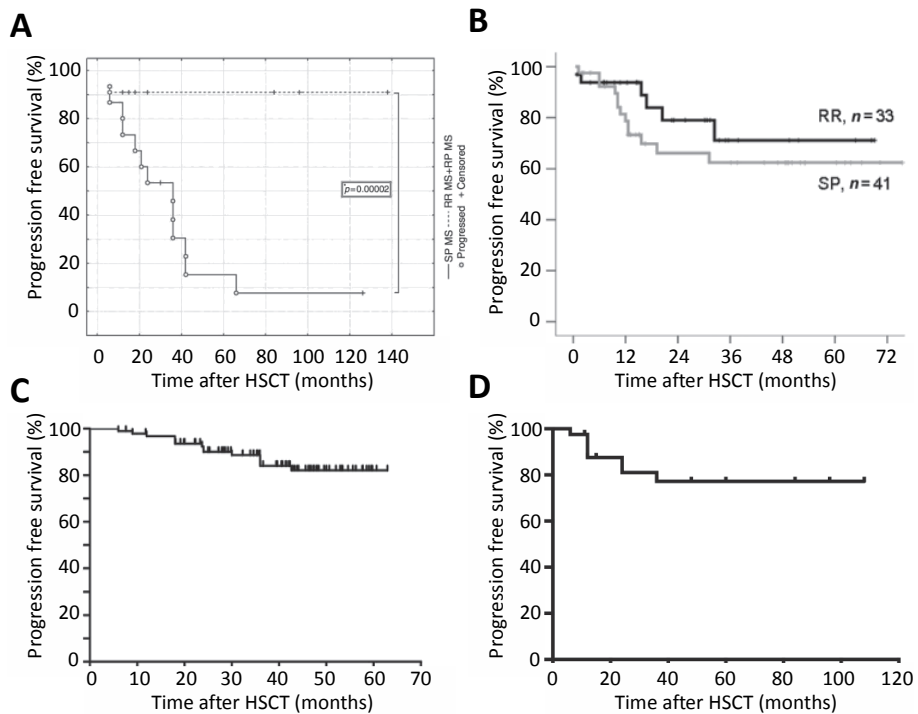 A
Progression free survival (%)
100
80
60
40
20
0
p=0.00002
0 20 40 60 80 100 120 140
Time after HSCT (months)
— SP MS ---- RR MS+RP MS
o Progressed + Censored
B
Progression free survival (%)
100
80
60
40
20
0
RR, n=33
SP, n=41
0 12 24 36 48 60 72
Time after HSCT (months)
C
Progression free survival (%)
100
80
60
40
20
0
0 10 20 30 40 50 60 70
Time after HSCT (months)
D
Progression free survival (%)
100
80
60
80
40
0
0 20 40 60 80 100 120
Time after HSCT (months)